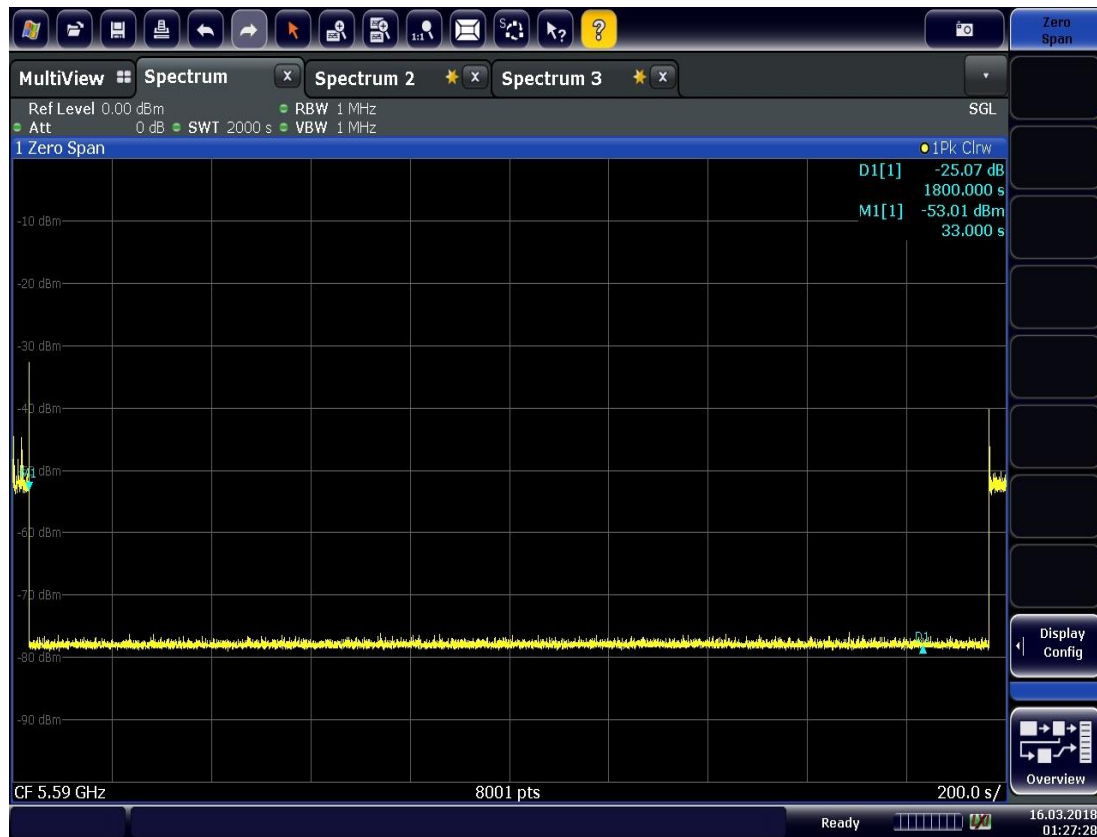 1:1
S
?
?
Zero
Span
MultiView
Spectrum
x
Spectrum 2
x
Spectrum 3
x
Ref Level 0.00 dBm
RBW 1 MHz
SGL
Att 0 dB SWT 2000 s VBW 1 MHz
1 Zero Span
1Pk Clrw
D1[1] -25.07 dB
1800.000 s
M1[1] -53.01 dBm
33.000 s
-10 dBm
-20 dBm
-30 dBm
-40 dBm
M1
-60 dBm
-70 dBm
D1
-80 dBm
-90 dBm
CF 5.59 GHz
8001 pts
200.0 s/
Display
Config
Overview
Ready
16.03.2018
01:27:28